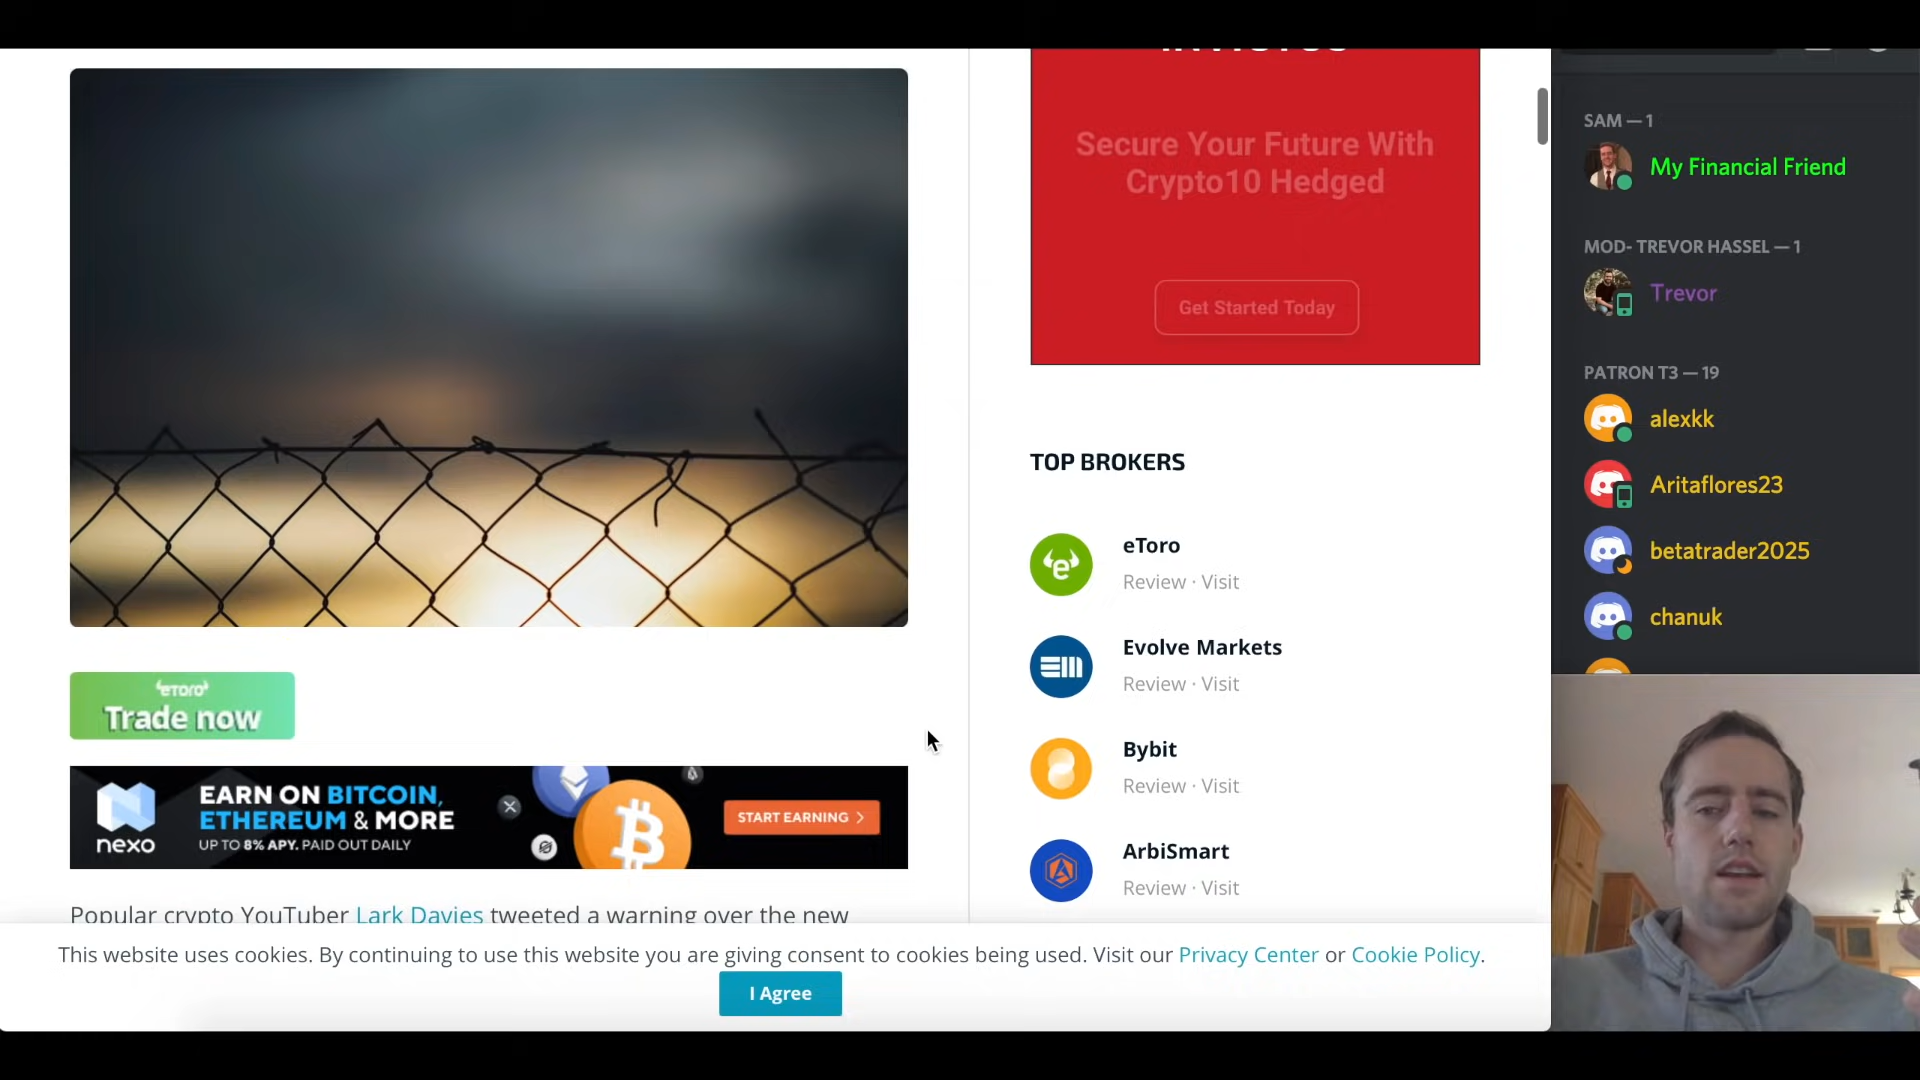 Secure Your Future With
Crypto10 Hedged
Get Started Today
TOP BROKERS
eToro
Review · Visit
Evolve Markets
Review · Visit
Bybit
Review · Visit
ArbiSmart
Review · Visit
eToro
Trade now
nexo
EARN ON BITCOIN,
ETHEREUM & MORE
UP TO 8% APY. PAID OUT DAILY
START EARNING >
Popular crypto YouTuber Lark Davies tweeted a warning over the new
This website uses cookies. By continuing to use this website you are giving consent to cookies being used. Visit our Privacy Center or Cookie Policy.
I Agree
SAM — 1
My Financial Friend
MOD- TREVOR HASSEL — 1
Trevor
PATRON T3 — 19
alexkk
Aritaflores23
betatrader2025
chanuk